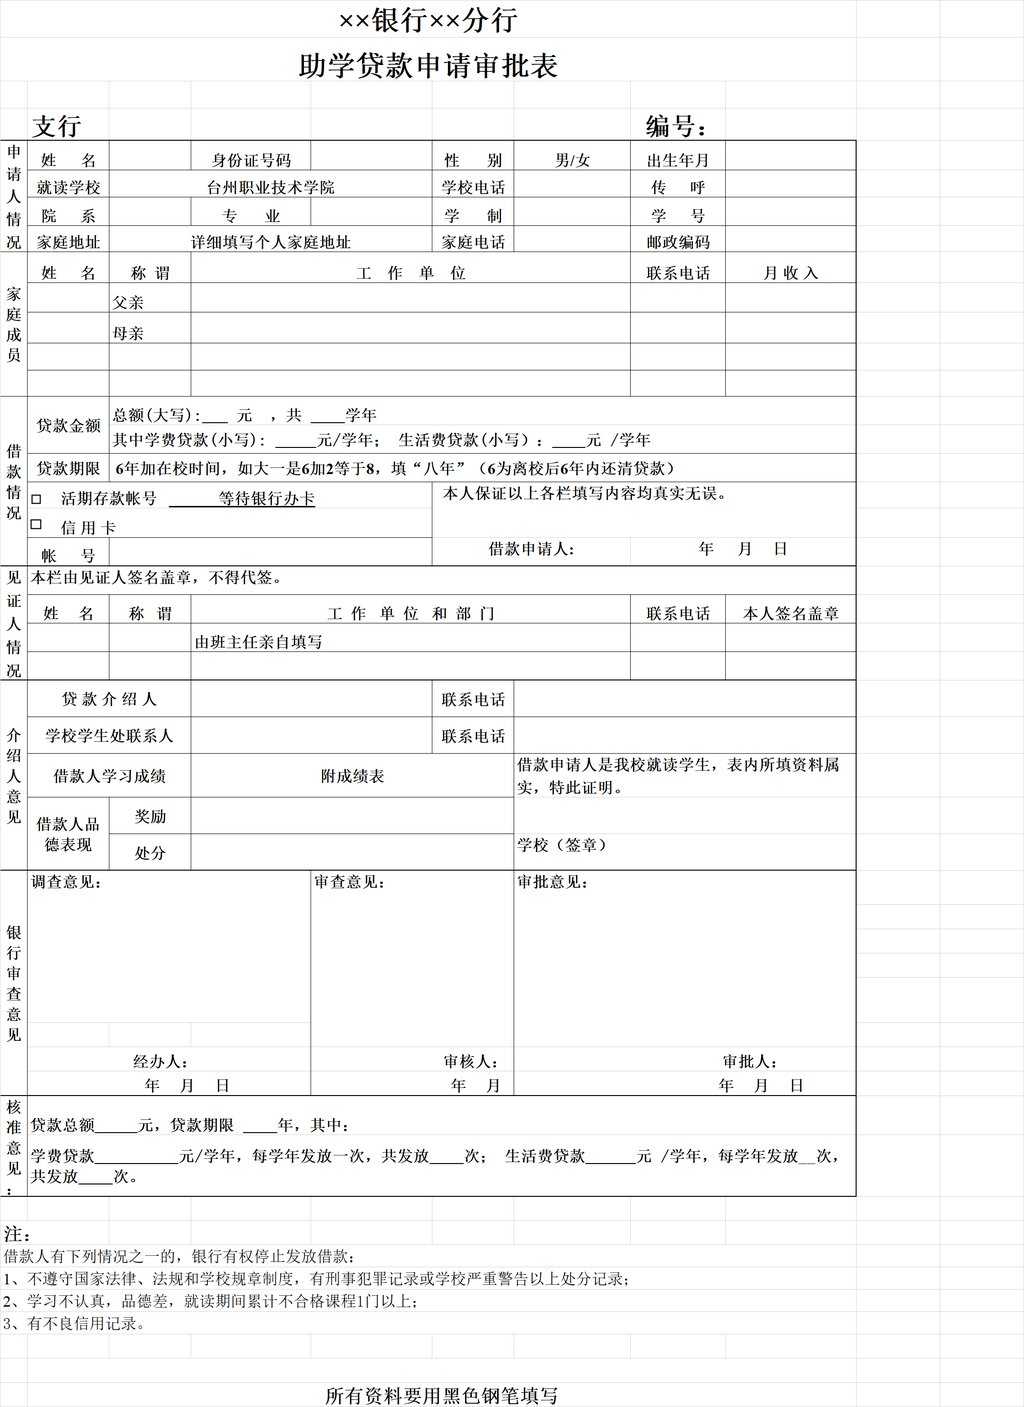 ××银行××分行
助学贷款申请审批表
支行 编号：
申请人情况
姓 名 身份证号码 性 别 男/女 出生年月
就读学校 台州职业技术学院 学校电话 传 呼
院 系 专 业 学 制 学 号
家庭地址 详细填写个人家庭地址 家庭电话 邮政编码
家庭成员
姓 名 称 谓 工 作 单 位 联系电话 月 收 入
父亲
母亲
借款情况
贷款金额 总额(大写):___ 元 ，共 ____学年
其中学费贷款(小写): _____元/学年； 生活费贷款(小写）: ____元 /学年
贷款期限 6年加在校时间，如大一是6加2等于8，填“八年”（6为离校后6年内还清贷款）
□ 活期存款帐号 等待银行办卡 本人保证以上各栏填写内容均真实无误。
□ 信 用 卡
帐 号 借款申请人： 年 月 日
见证人情况
本栏由见证人签名盖章，不得代签。
姓 名 称 谓 工 作 单 位 和 部 门 联系电话 本人签名盖章
由班主任亲自填写
介绍人意见
贷 款 介 绍 人 联系电话
学校学生处联系人 联系电话
借款人学习成绩 附成绩表 借款申请人是我校就读学生，表内所填资料属
实，特此证明。
借款人品
德表现
奖励
处分 学校（签章）
银行审查意见
调查意见： 审查意见： 审批意见：
经办人： 审核人： 审批人：
年 月 日 年 月 年 月 日
核准意见：
贷款总额_____元，贷款期限 ____年，其中：
学费贷款__________元/学年，每学年发放一次，共发放____次； 生活费贷款______元 /学年，每学年发放__次，
共发放____次。
注：
借款人有下列情况之一的，银行有权停止发放借款；
1、不遵守国家法律、法规和学校规章制度，有刑事犯罪记录或学校严重警告以上处分记录；
2、学习不认真，品德差，就读期间累计不合格课程1门以上；
3、有不良信用记录。
所有资料要用黑色钢笔填写